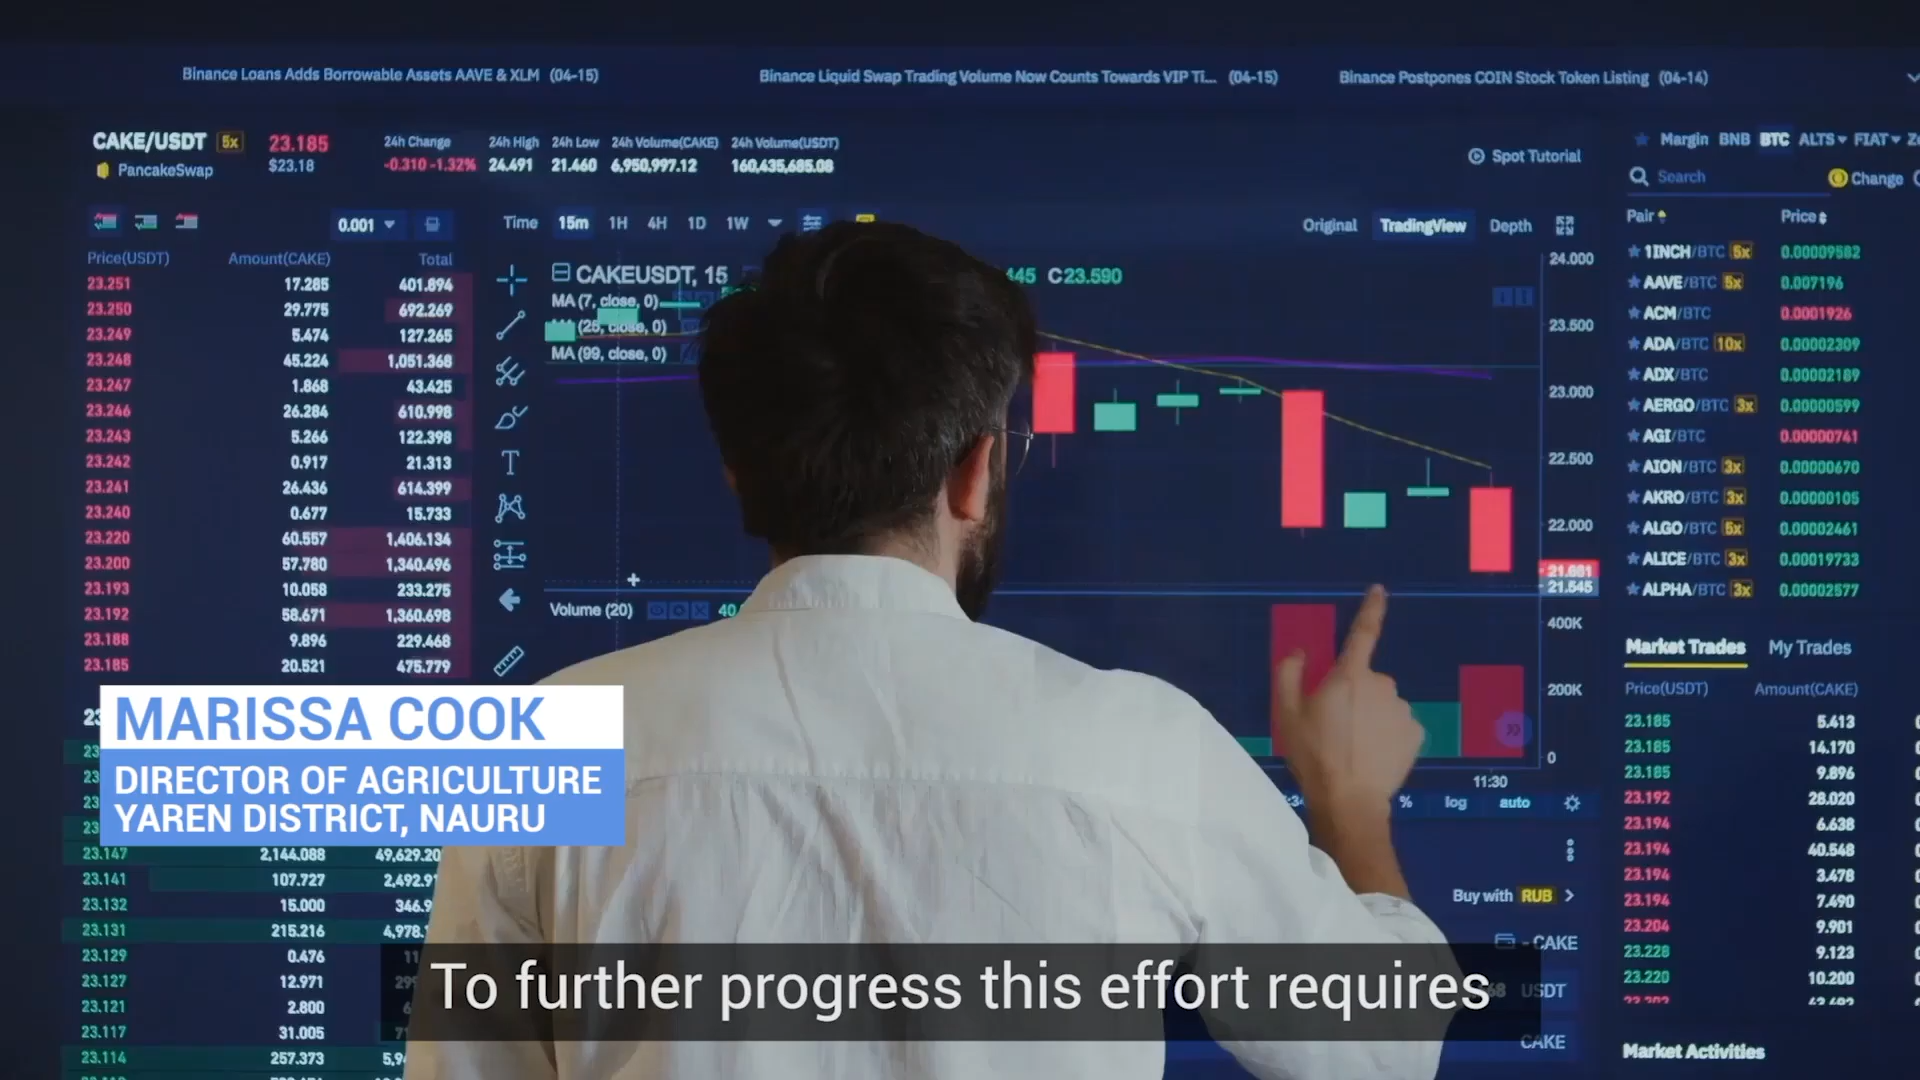 Binance Loans Adds Borrowable Assets AAVE & XLM (04-15)
Binance Liquid Swap Trading Volume Now Counts Towards VIP Ti... (04-15)
Binance Postpones COIN Stock Token Listing (04-14)
CAKE/USDT 5x 23.185
PancakeSwap $23.18
24h Change 24h High 24h Low 24h Volume(CAKE) 24h Volume(USDT)
-0.310 -1.32% 24.491 21.460 6,950,997.12 160,435,685.08
Spot Tutorial
Margin BNB BTC ALTS FIAT
Search
Change
0.001
Time 15m 1H 4H 1D 1W
Original TradingView Depth
Price(USDT) Amount(CAKE) Total
23.251 17.285 401.894
23.250 29.775 692.269
23.249 5.474 127.265
23.248 45.224 1,051.368
23.247 1.868 43.425
23.246 26.284 610.998
23.243 5.266 122.398
23.242 0.917 21.313
23.241 26.436 614.399
23.240 0.677 15.733
23.220 60.557 1,406.134
23.200 57.780 1,340.496
23.193 10.058 233.275
23.192 58.671 1,360.698
23.188 9.896 229.468
23.185 20.521 475.779
CAKEUSDT, 15
C23.590
MA (7, close, 0)
(25, close, 0)
MA (99, close, 0)
24.000
23.500
23.000
22.500
22.000
21.545
Volume (20)
400K
200K
0
11:30
% log auto
Pair Price
1INCH/BTC 5x 0.00009582
AAVE/BTC 5x 0.007196
ACM/BTC 0.0001926
ADA/BTC 10x 0.00002309
ADX/BTC 0.00002189
AERGO/BTC 3x 0.00000599
AGI/BTC 0.00000741
AION/BTC 3x 0.00000670
AKRO/BTC 3x 0.00000105
ALGO/BTC 5x 0.00002461
ALICE/BTC 3x 0.00019733
ALPHA/BTC 3x 0.00002577
Market Trades My Trades
Price(USDT) Amount(CAKE)
23.185 5.413
23.185 14.170
23.185 9.896
23.192 28.020
23.194 6.638
23.194 40.548
23.194 3.478
23.194 7.490
23.204 9.901
23.228 9.123
23.220 10.200
Market Activities
MARISSA COOK
DIRECTOR OF AGRICULTURE
YAREN DISTRICT, NAURU
23.147 2,144.088
23.141 107.727
23.132 15.000
23.131 215.216
23.129 0.476
23.127 12.971
23.121 2.800
23.117 31.005
23.114 257.373
Buy with RUB
- CAKE
USDT
CAKE
To further progress this effort requires